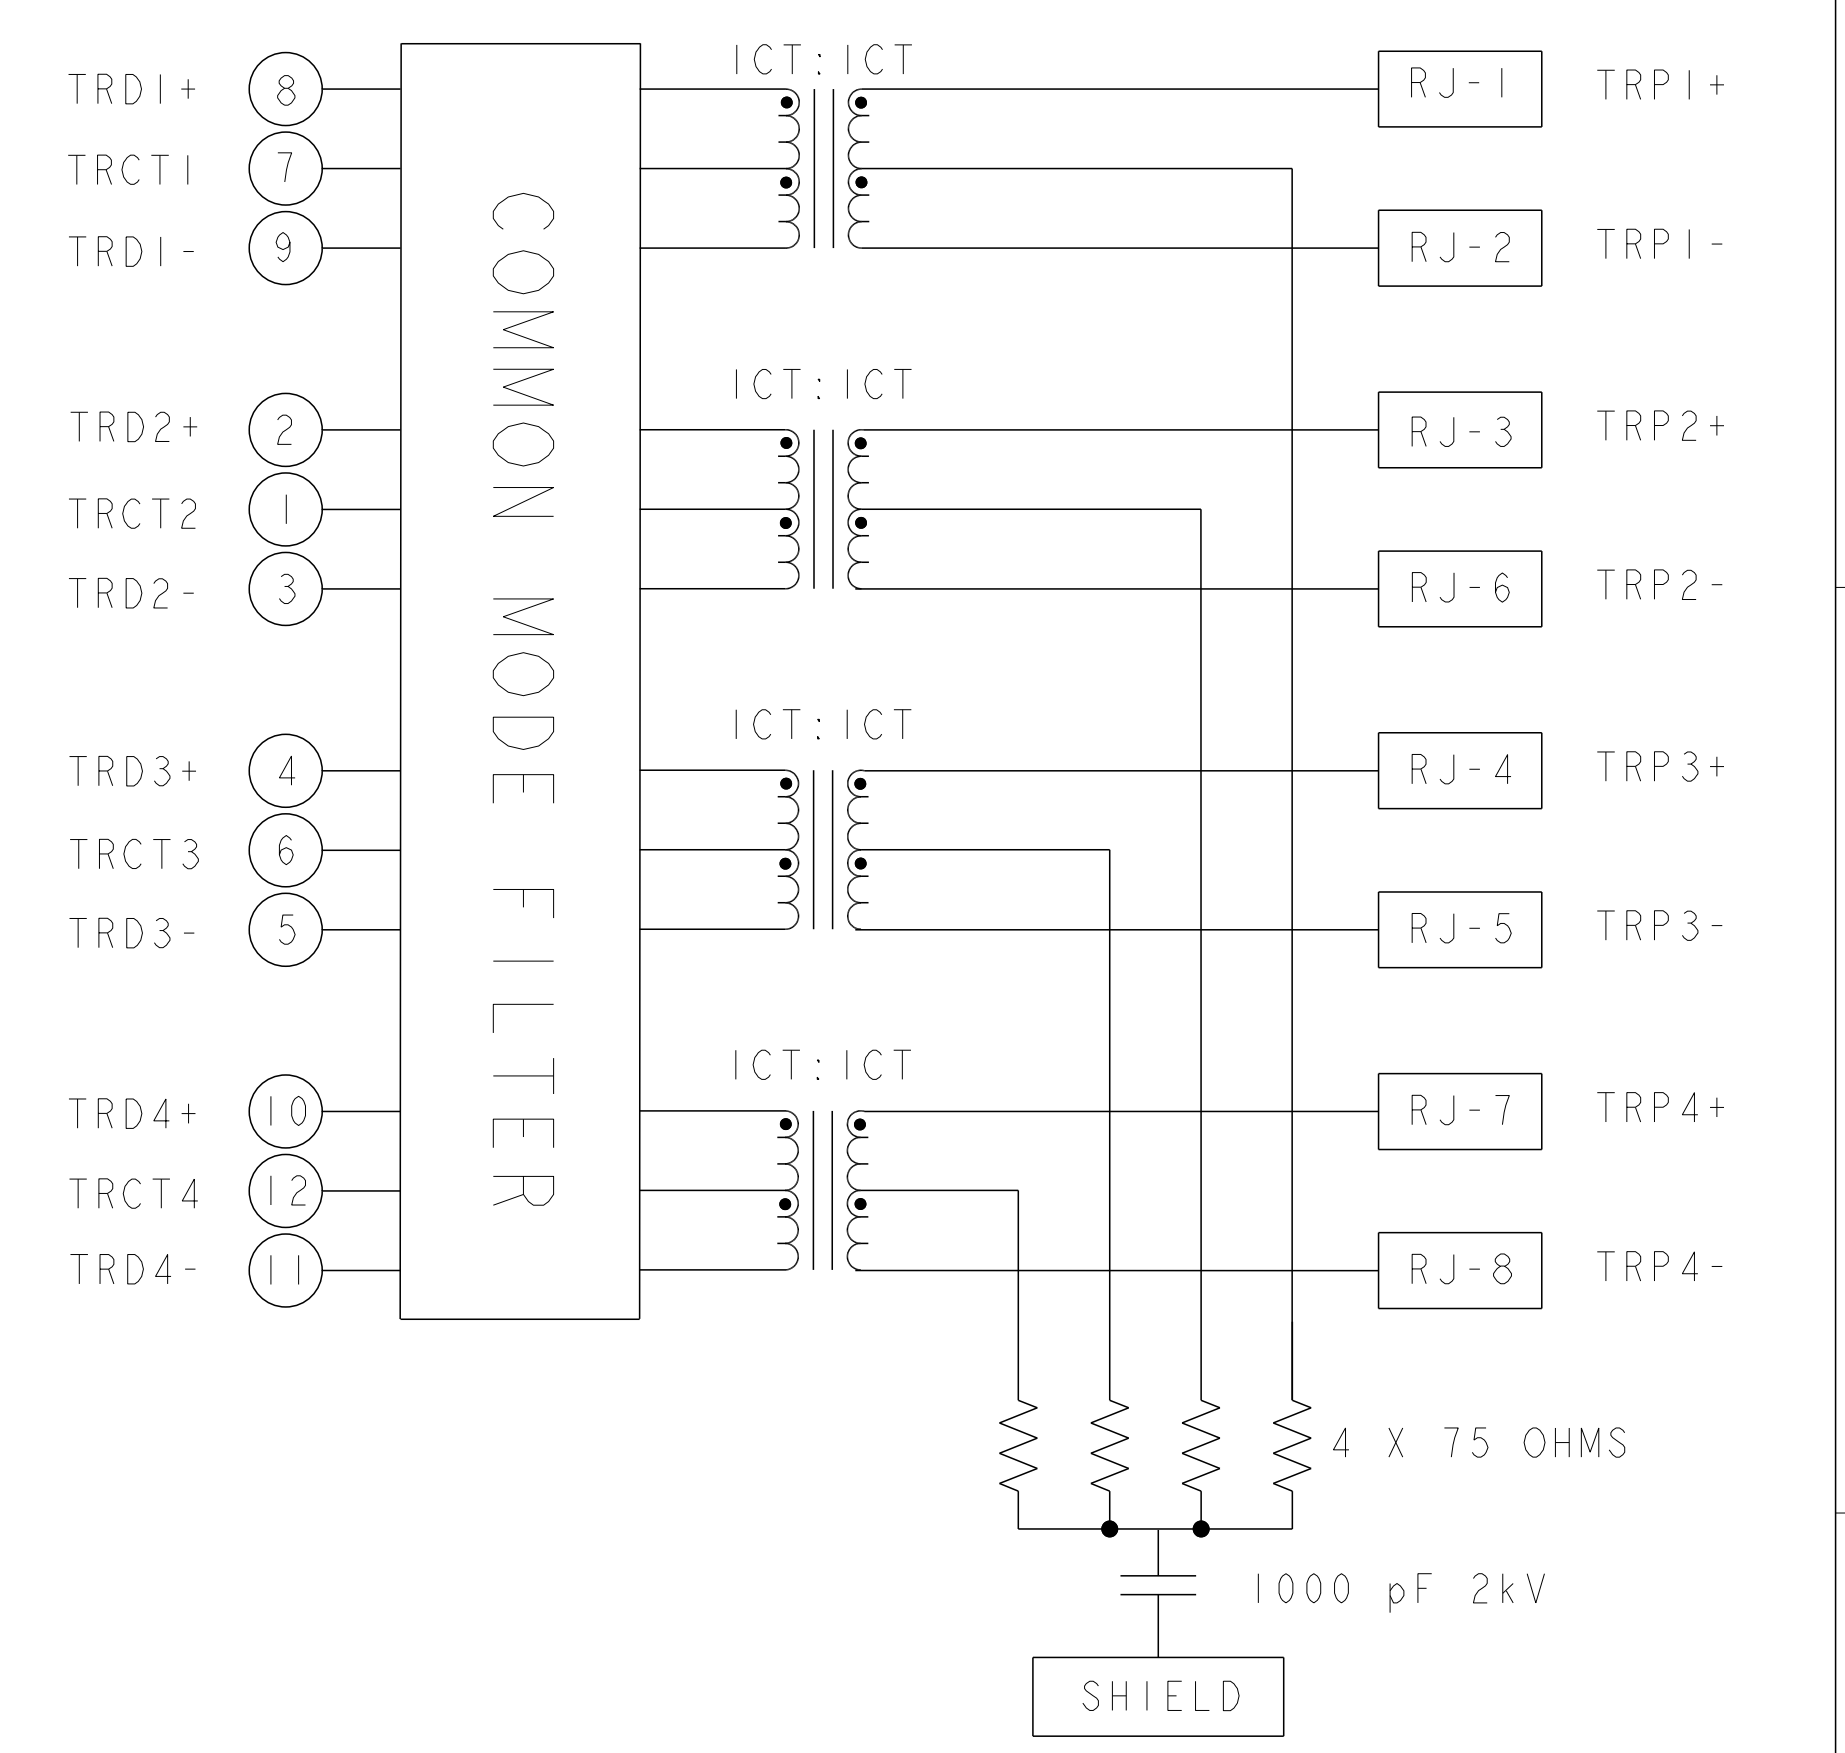 1CT:1CT
TRD1+ 8 RJ-1 TRP1+
TRCT1 7
TRD1- 9 RJ-2 TRP1-
COMMON MODE FILTER
1CT:1CT
TRD2+ 2 RJ-3 TRP2+
TRCT2 1
TRD2- 3 RJ-6 TRP2-
1CT:1CT
TRD3+ 4 RJ-4 TRP3+
TRCT3 6
TRD3- 5 RJ-5 TRP3-
1CT:1CT
TRD4+ 10 RJ-7 TRP4+
TRCT4 12
TRD4- 11 RJ-8 TRP4-
4 X 75 OHMS
1000 pF 2kV
SHIELD